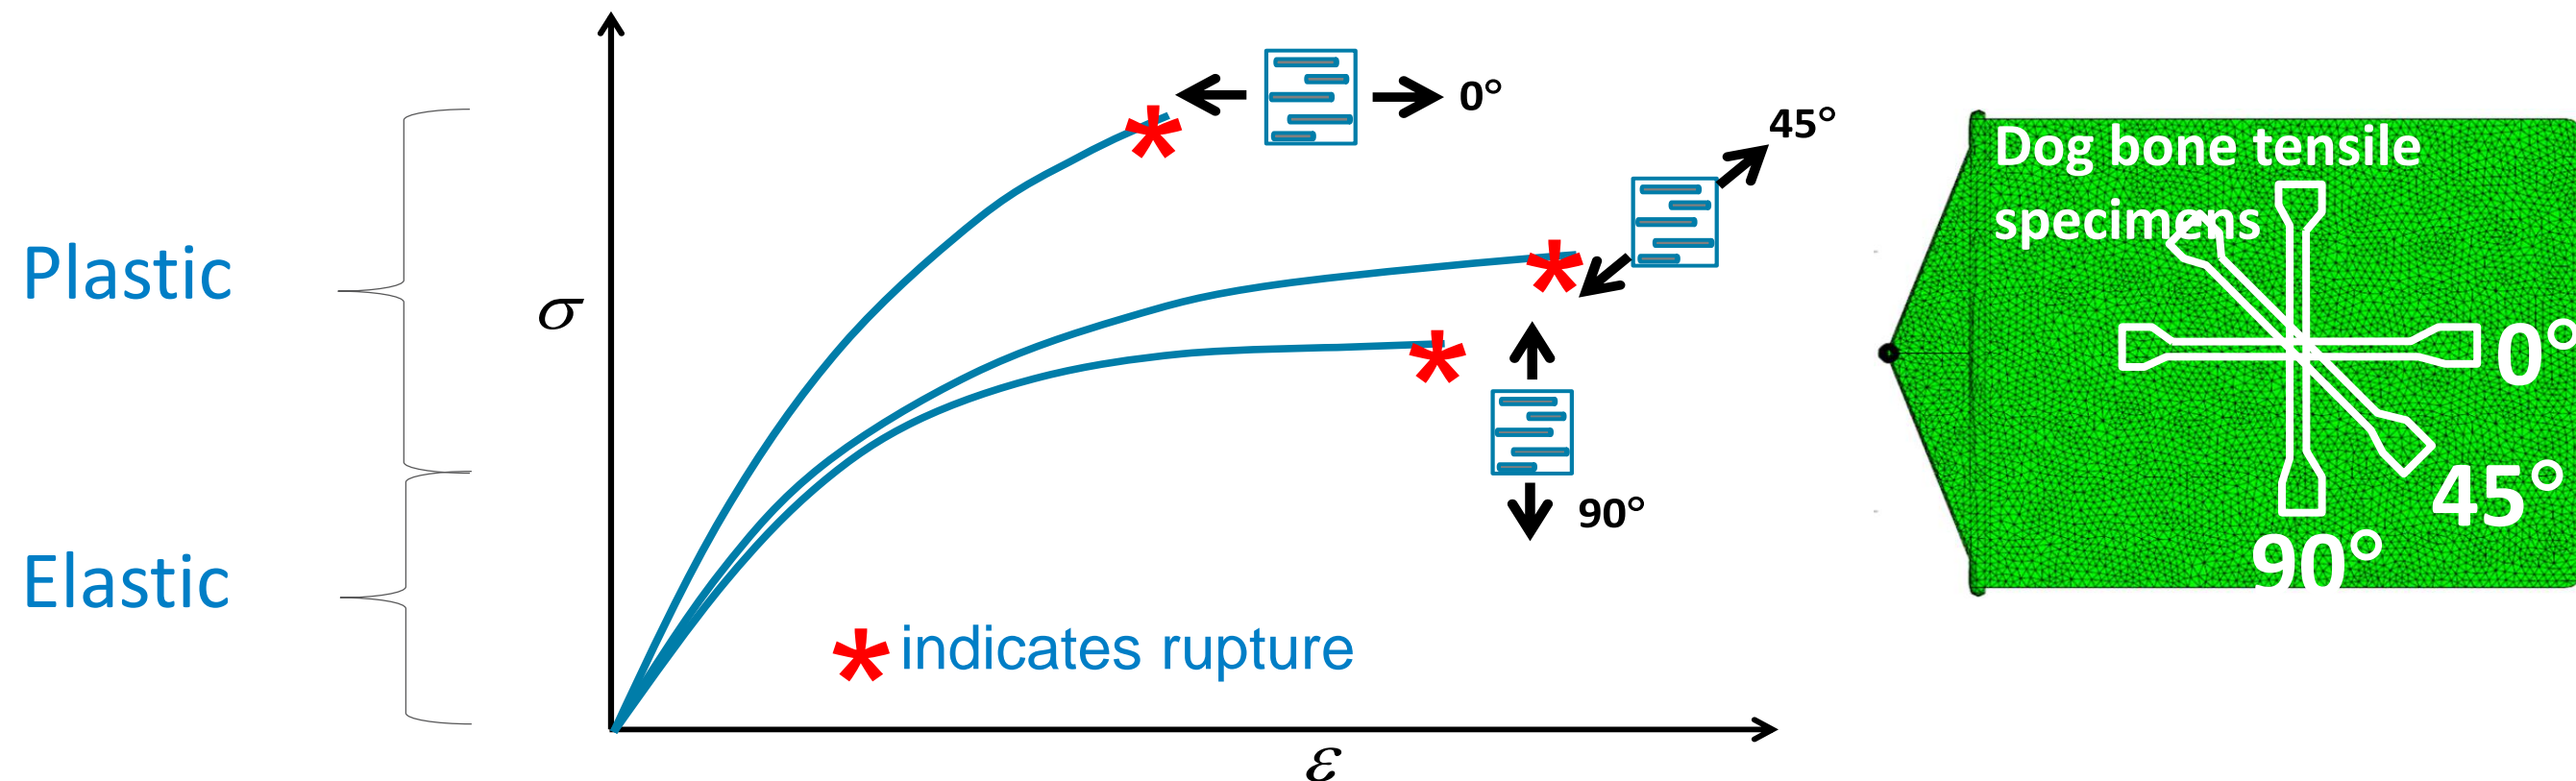 Plastic
Elastic
σ
ε
0°
45°
90°
* indicates rupture
Dog bone tensile
specimens
0°
45°
90°